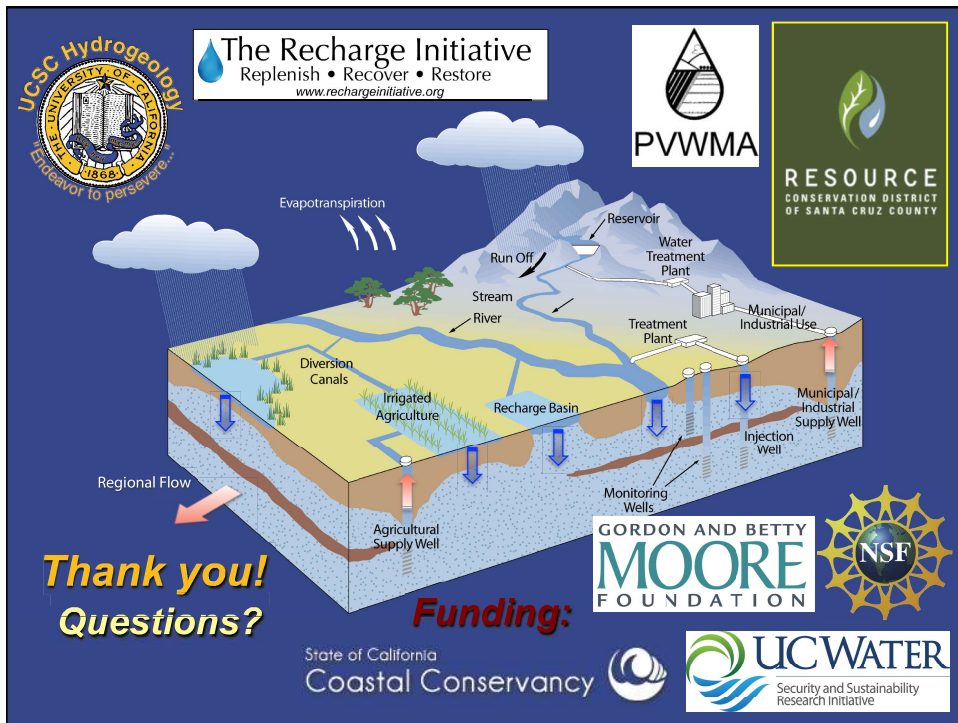 UCSC Hydrogeology
THE · UNIVERSITY · OF · CALIFORNIA
·1868·
"Endeavor to persevere..."
The Recharge Initiative
Replenish • Recover • Restore
www.rechargeinitiative.org
PVWMA
RESOURCE
CONSERVATION DISTRICT
OF SANTA CRUZ COUNTY
Evapotranspiration
Reservoir
Run Off
Water
Treatment
Plant
Stream
River
Municipal/
Industrial Use
Treatment
Plant
Diversion
Canals
Irrigated
Agriculture
Recharge Basin
Municipal/
Industrial
Supply Well
Injection
Well
Regional Flow
Monitoring
Wells
Agricultural
Supply Well
Thank you!
Questions?
Funding:
GORDON AND BETTY
MOORE
FOUNDATION
NSF
State of California
Coastal Conservancy
UCWATER
Security and Sustainability
Research Initiative